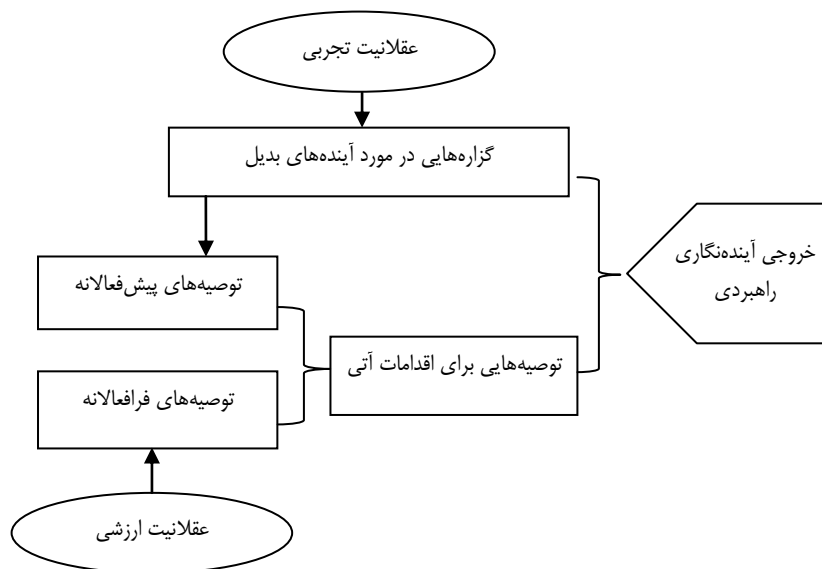 عقلانیت تجربی
گزاره‌هایی در مورد آینده‌های بدیل
خروجی آینده‌نگاری
راهبردی
توصیه‌های پیش‌فعالانه
توصیه‌هایی برای اقدامات آتی
توصیه‌های فرافعالانه
عقلانیت ارزشی